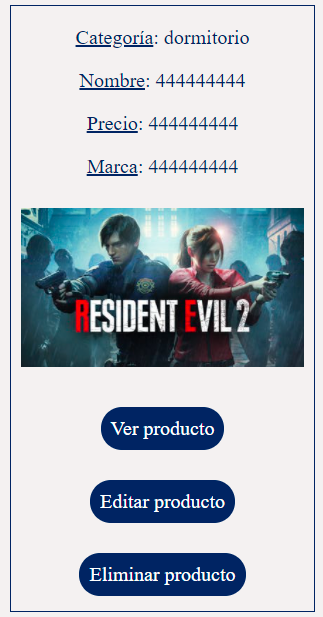 Categoría: dormitorio
Nombre: 444444444
Precio: 444444444
Marca: 444444444
RESIDENT EVIL 2
Ver producto
Editar producto
Eliminar producto